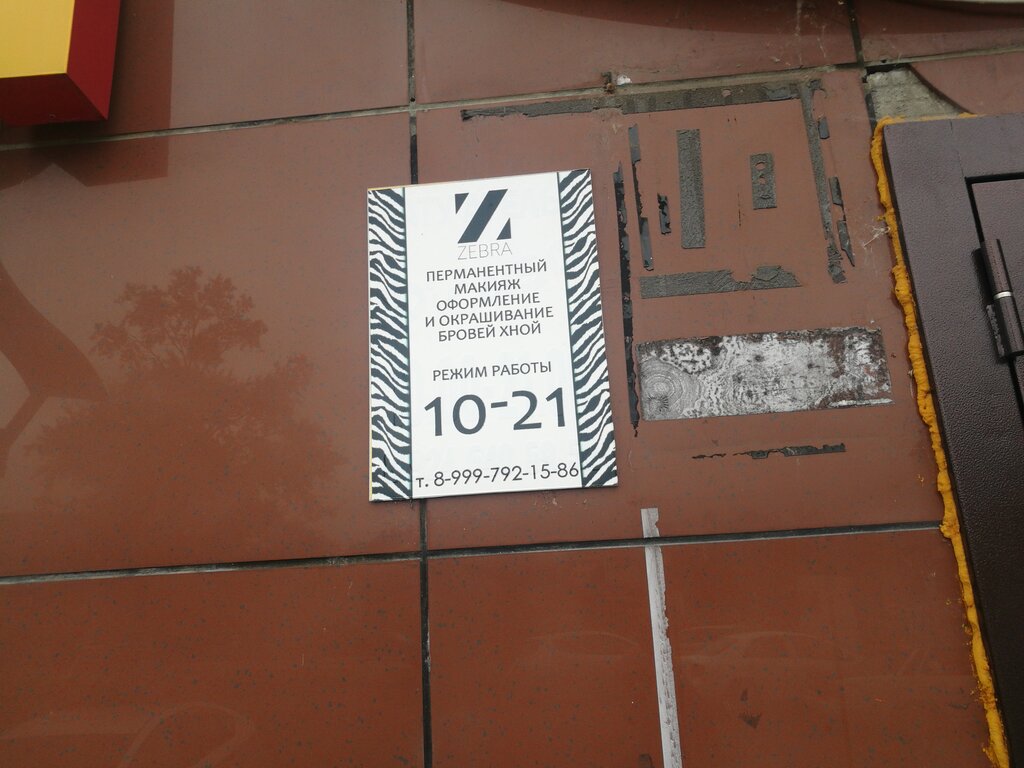 Z
ZEBRA
ПЕРМАНЕНТНЫЙ
МАКИЯЖ
ОФОРМЛЕНИЕ
И ОКРАШИВАНИЕ
БРОВЕЙ ХНОЙ
РЕЖИМ РАБОТЫ
10-21
т. 8-999-792-15-86